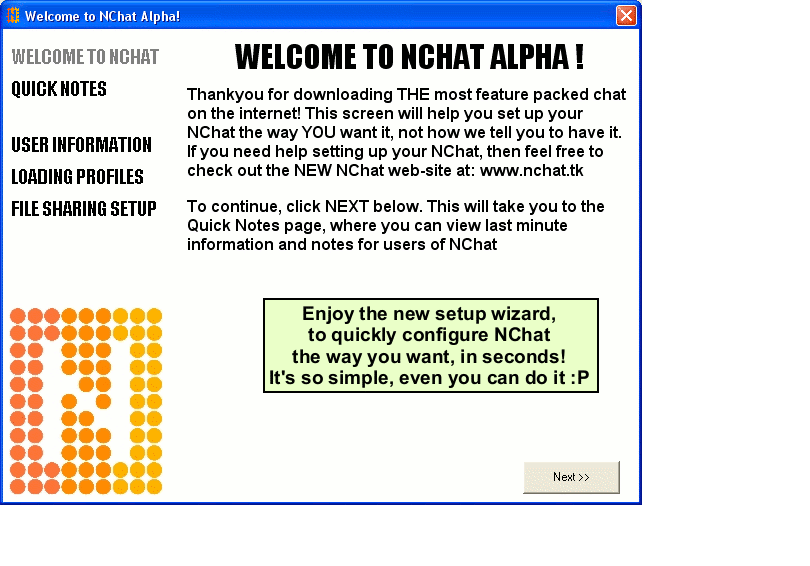 Welcome to NChat Alpha!
WELCOME TO NCHAT
QUICK NOTES
USER INFORMATION
LOADING PROFILES
FILE SHARING SETUP
WELCOME TO NCHAT ALPHA !
Thankyou for downloading THE most feature packed chat
on the internet! This screen will help you set up your
NChat the way YOU want it, not how we tell you to have it.
If you need help setting up your NChat, then feel free to
check out the NEW NChat web-site at: www.nchat.tk
To continue, click NEXT below. This will take you to the
Quick Notes page, where you can view last minute
information and notes for users of NChat
Enjoy the new setup wizard,
to quickly configure NChat
the way you want, in seconds!
It's so simple, even you can do it :P
Next >>